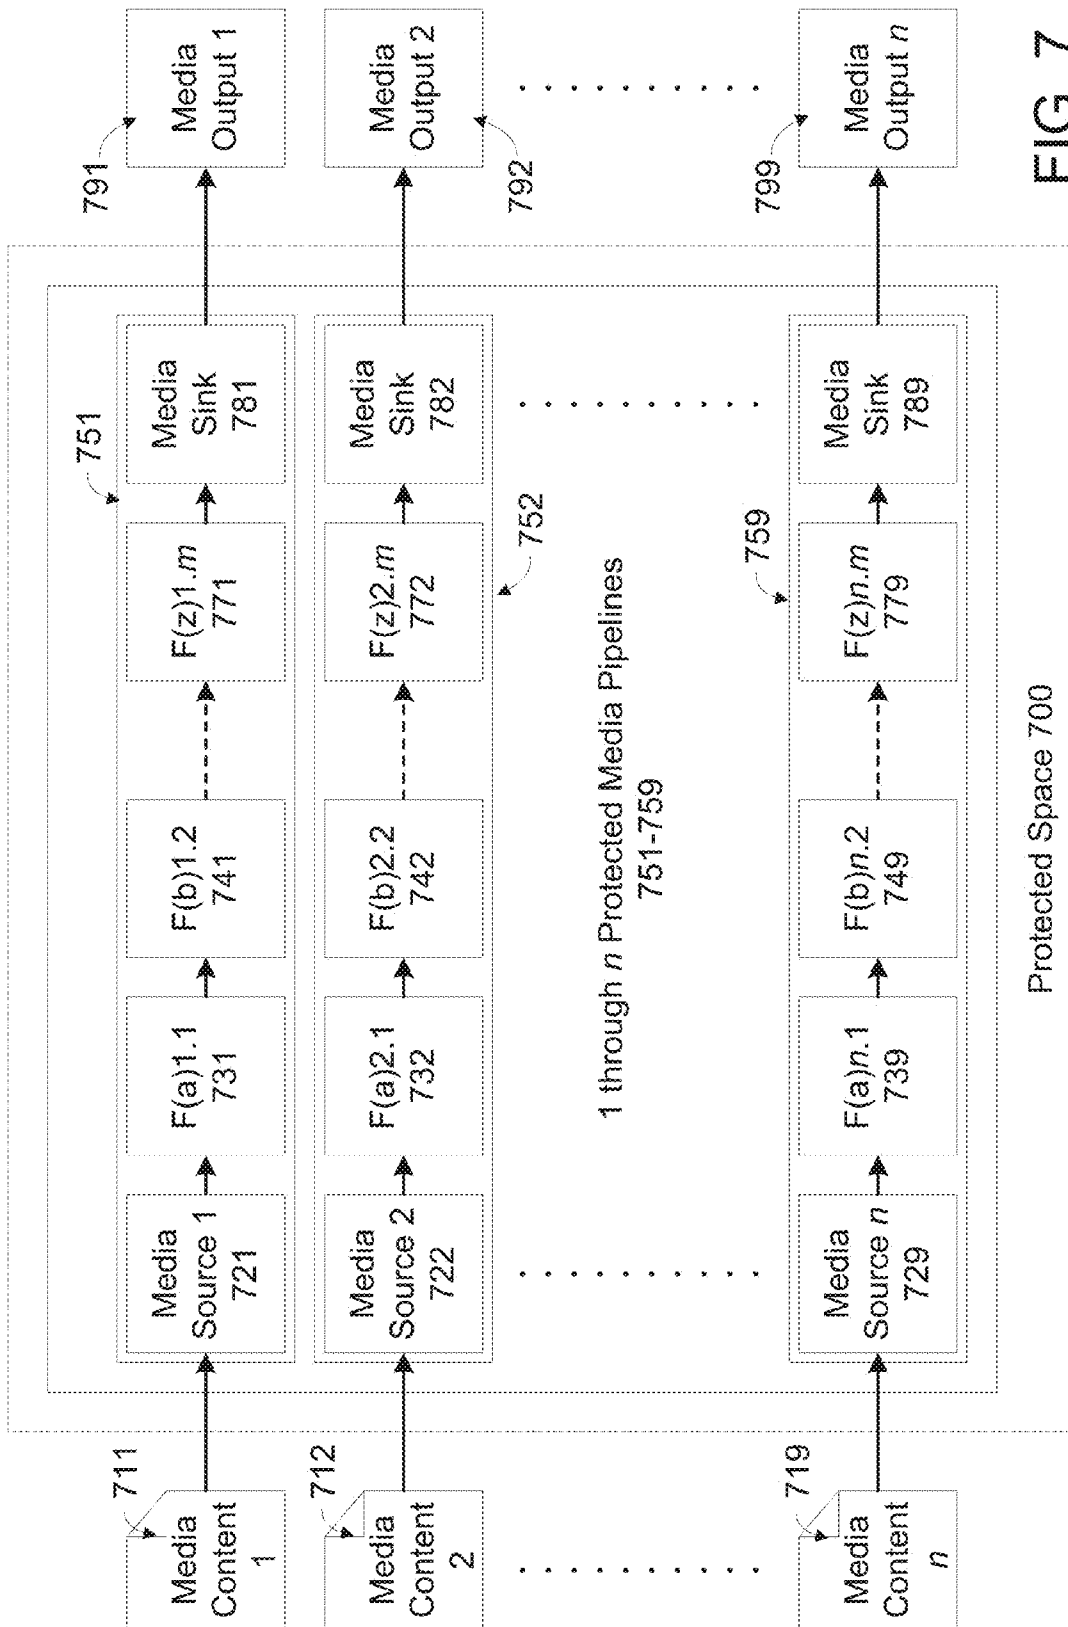 711
Media
Content
1
Media
Source 1
721
F(a)1.1
731
F(b)1.2
741
F(z)1.m
771
Media
Sink
781
751
791
Media
Output 1
712
Media
Content
2
Media
Source 2
722
F(a)2.1
732
F(b)2.2
742
F(z)2.m
772
Media
Sink
782
752
Media
Output 2
792
1 through n Protected Media Pipelines
751-759
719
Media
Content
n
Media
Source n
729
F(a)n.1
739
F(b)n.2
749
F(z)n.m
779
Media
Sink
789
759
799
Media
Output n
Protected Space 700
FIG 7